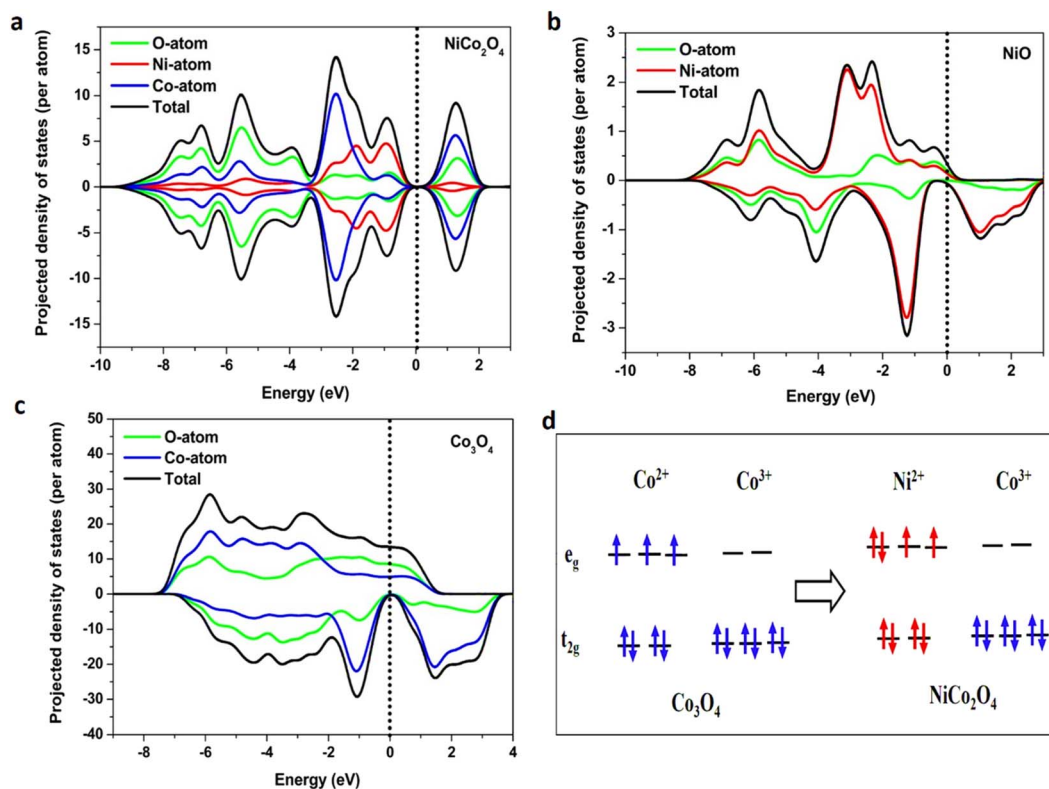 a
NiCo2O4
O-atom
Ni-atom
Co-atom
Total
Projected density of states (per atom)
15
10
5
0
5
10
15
-10 -8 -6 -4 -2 0 2
Energy (eV)
b
NiO
O-atom
Ni-atom
Co-atom
Total
Projected density of states (per atom)
3
2
1
0
-1
-2
-3
-10 -8 -6 -4 -2 0 2
Energy (eV)
c
Co3O4
O-atom
Co-atom
Total
Projected density of states (per atom)
50
40
30
20
10
0
-10
-20
-30
-40
-8 -6 -4 -2 0 2 4
Energy (eV)
d
Co2+ Co3+ Ni2+ Co3+
eg
t2g
Co3O4 NiCo2O4